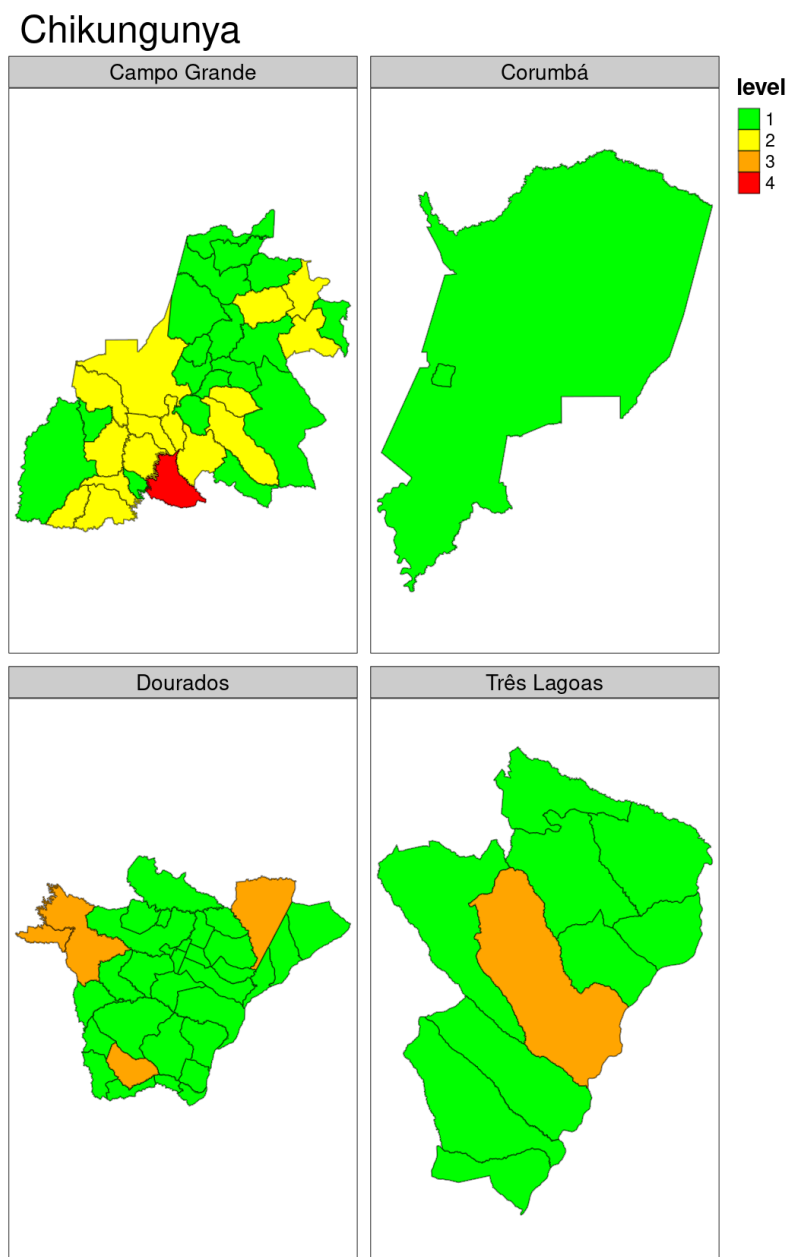 Chikungunya
Campo Grande
Corumbá
level
1
2
3
4
Dourados
Três Lagoas